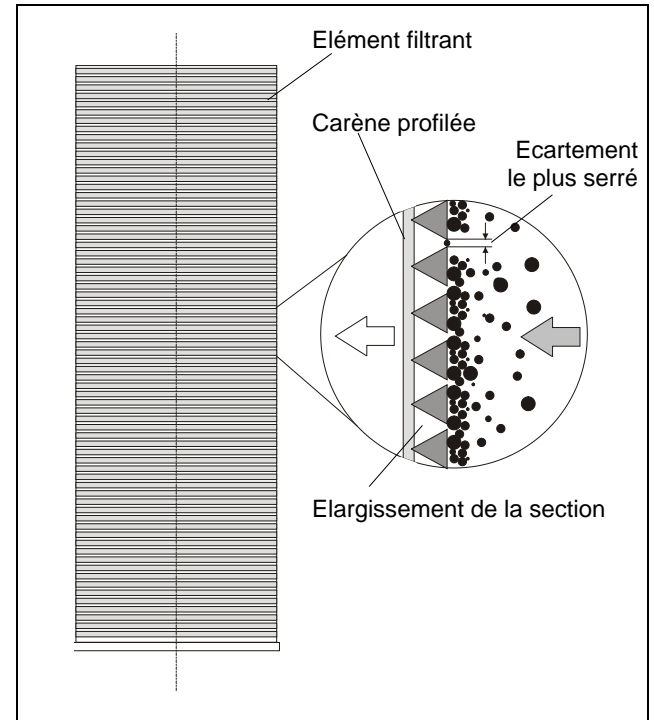 Elément filtrant
Carène profilée
Ecartement
le plus serré
Elargissement de la section